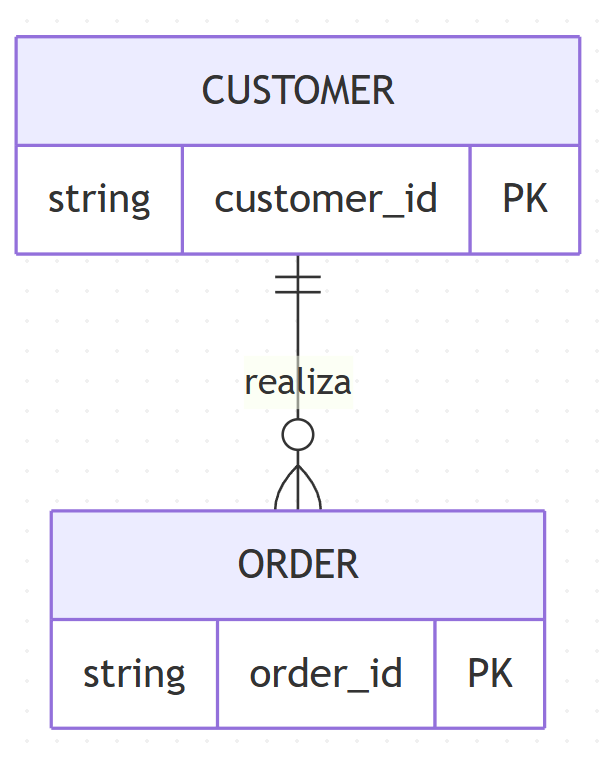 CUSTOMER
string customer_id PK
realiza
ORDER
string order_id PK